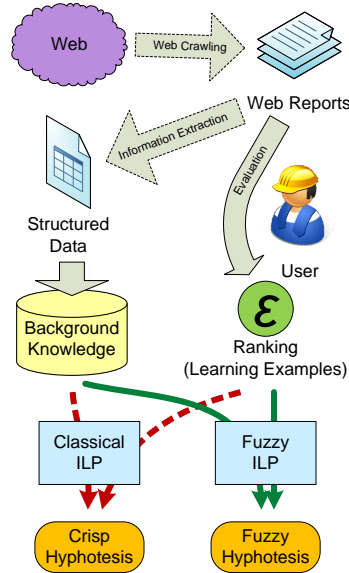 Web
Web Crawling
Web Reports
Information Extraction
Evaluation
Structured
Data
User
Background
Knowledge
ε
Ranking
(Learning Examples)
Classical
ILP
Fuzzy
ILP
Crisp
Hyphotesis
Fuzzy
Hyphotesis